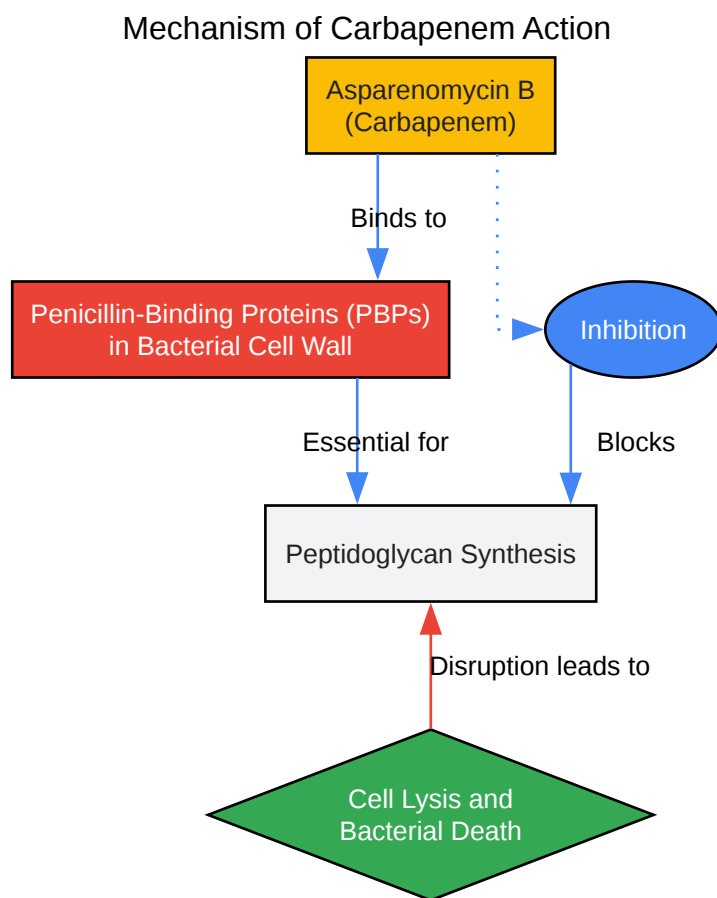 Mechanism of Carbapenem Action
Asparenomycin B
(Carbapenem)
Binds to
Penicillin-Binding Proteins (PBPs)
in Bacterial Cell Wall
Inhibition
Essential for
Blocks
Peptidoglycan Synthesis
Disruption leads to
Cell Lysis and
Bacterial Death